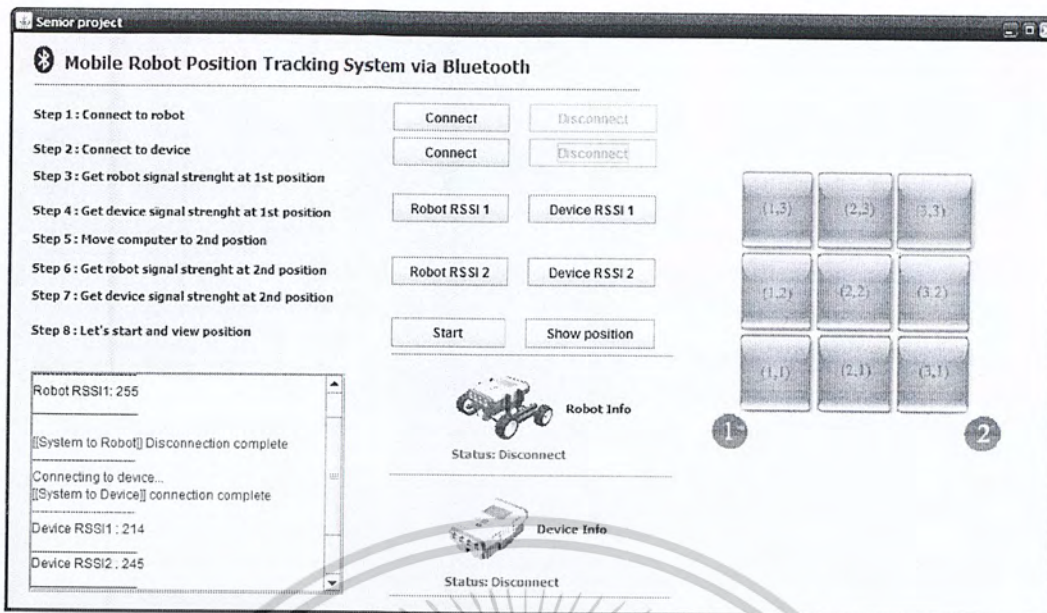 Senior project
Mobile Robot Position Tracking System via Bluetooth
Step 1 : Connect to robot
Connect
Disconnect
Step 2 : Connect to device
Connect
Disconnect
Step 3 : Get robot signal strenght at 1st position
Step 4 : Get device signal strenght at 1st position
Robot RSSI 1
Device RSSI 1
Step 5 : Move computer to 2nd postion
Step 6 : Get robot signal strenght at 2nd position
Robot RSSI 2
Device RSSI 2
Step 7 : Get device signal strenght at 2nd position
Step 8 : Let's start and view position
Start
Show position
Robot RSSI1: 255
[[System to Robot]] Disconnection complete
Connecting to device...
[[System to Device]] connection complete
Device RSSI1 : 214
Device RSSI2 : 245
Robot Info
Status: Disconnect
Device Info
Status: Disconnect
(1,3) (2,3) (3,3)
(1,2) (2,2) (3,2)
(1,1) (2,1) (3,1)
1 2